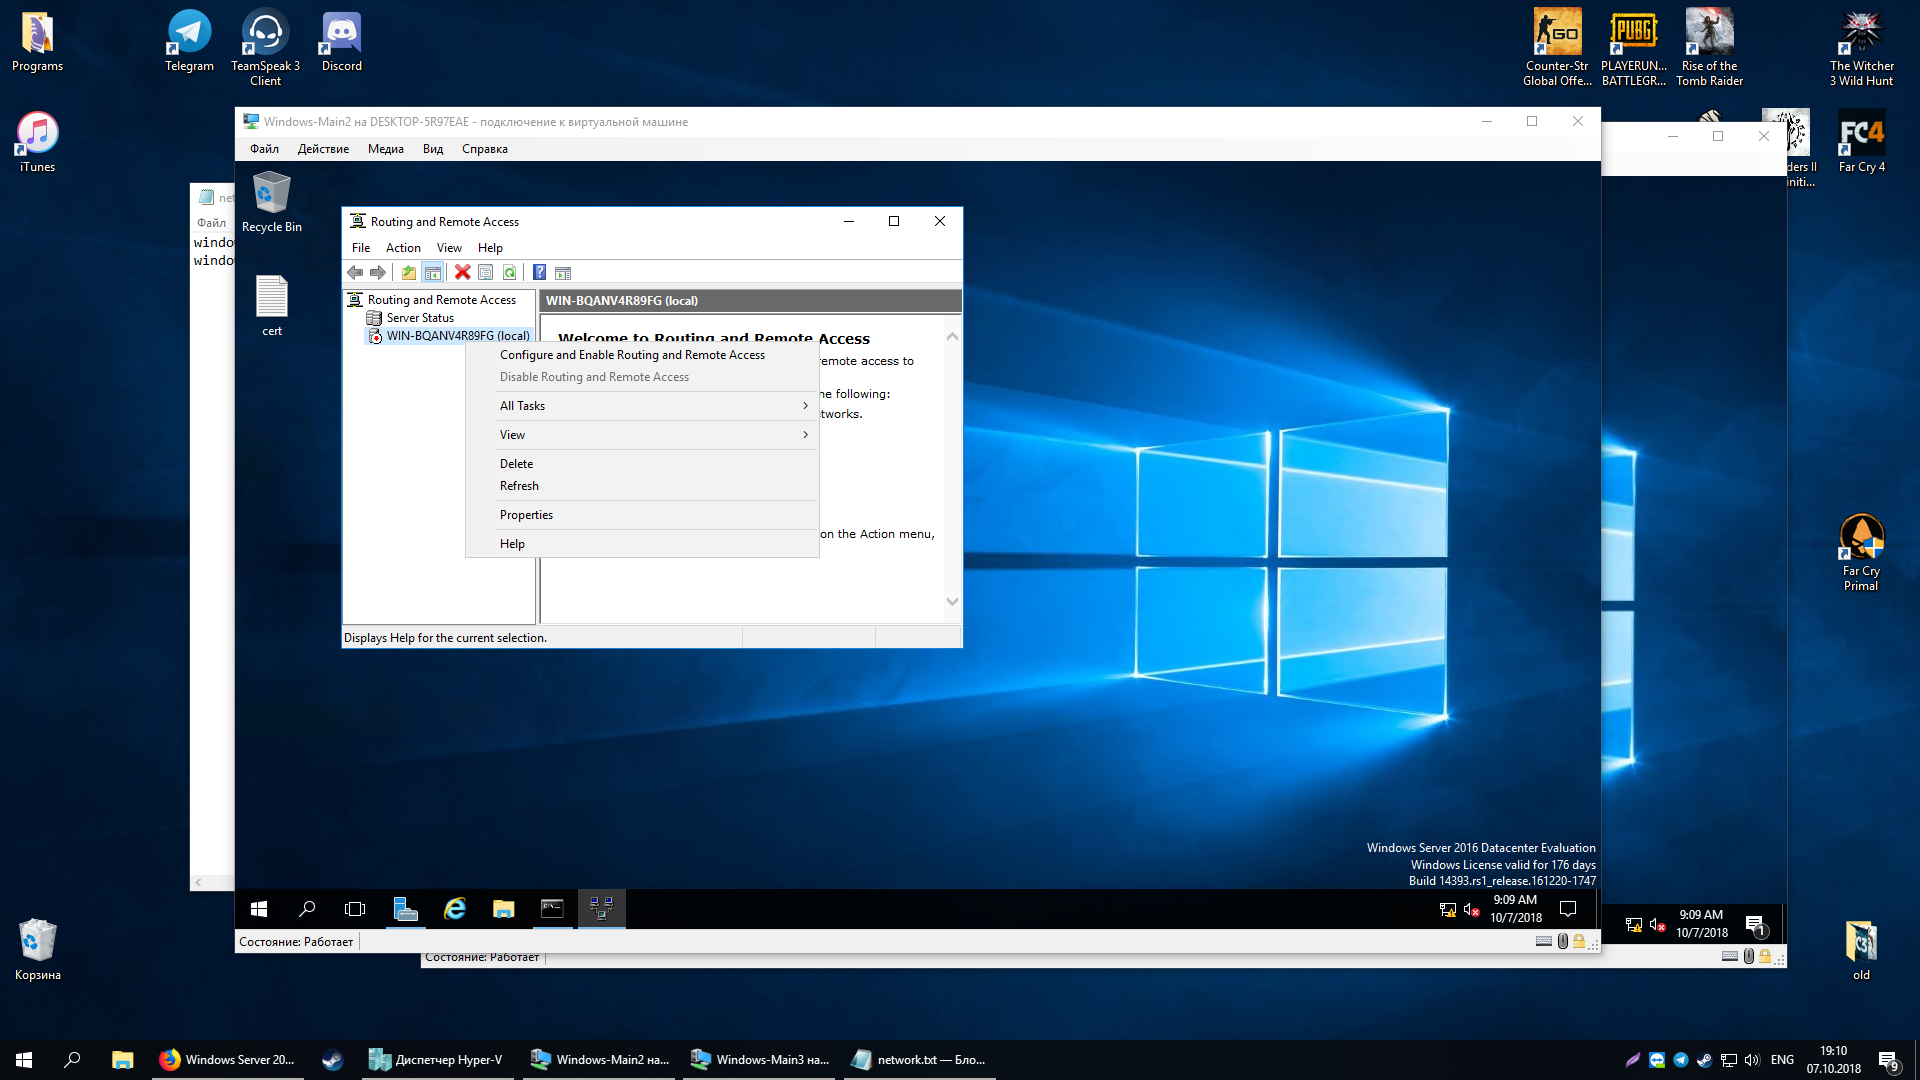 Programs
Telegram
TeamSpeak 3
Client
Discord
Counter-Str
Global Offe...
PLAYERUN...
BATTLEGR...
Rise of the
Tomb Raider
The Witcher
3 Wild Hunt
iTunes
Far Cry 4
Far Cry
Primal
Корзина
old
Файл
Windows-Main2 на DESKTOP-5R97EAE - подключение к виртуальной машине
Файл Действие Медиа Вид Справка
Recycle Bin
cert
Routing and Remote Access
File Action View Help
Routing and Remote Access
Server Status
WIN-BQANV4R89FG (local)
WIN-BQANV4R89FG (local)
Welcome to Routing and Remote Access
emote access to
he following:
tworks.
on the Action menu,
Configure and Enable Routing and Remote Access
Disable Routing and Remote Access
All Tasks
View
Delete
Refresh
Properties
Help
Displays Help for the current selection.
Windows Server 2016 Datacenter Evaluation
Windows License valid for 176 days
Build 14393.rs1_release.161220-1747
9:09 AM
10/7/2018
Состояние: Работает
9:09 AM
10/7/2018
1
Состояние: Работает
Windows Server 20...
Диспетчер Hyper-V
Windows-Main2 на...
Windows-Main3 на...
network.txt — Бло...
ENG
19:10
07.10.2018
9